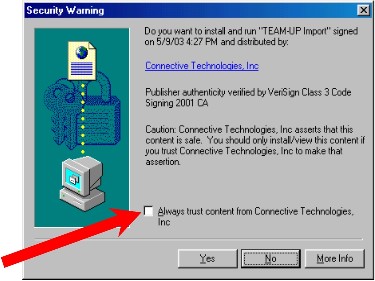 Security Warning
Do you want to install and run "TEAM-UP Import" signed
on 5/9/03 4:27 PM and distributed by:
Connective Technologies, Inc
Publisher authenticity verified by VeriSign Class 3 Code
Signing 2001 CA
Caution: Connective Technologies, Inc asserts that this
content is safe. You should only install/view this content if
you trust Connective Technologies, Inc to make that
assertion.
Always trust content from Connective Technologies,
Inc
Yes
No
More Info